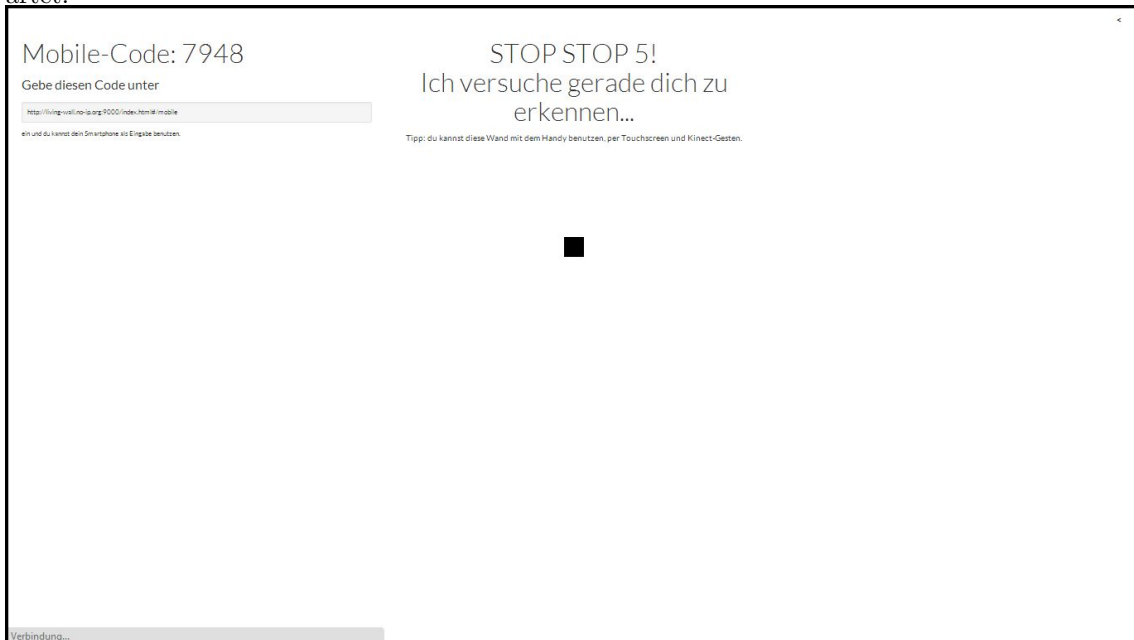 <
Mobile-Code: 7948
Gebe diesen Code unter
http://living-wall.no-ip.org:9000/index.html#/mobile
ein und du kannst dein Smartphone als Eingabe benutzen.
STOP STOP 5!
Ich versuche gerade dich zu
erkennen...
Tipp: du kannst diese Wand mit dem Handy benutzen, per Touchscreen und Kinect-Gesten.
Verbindung...